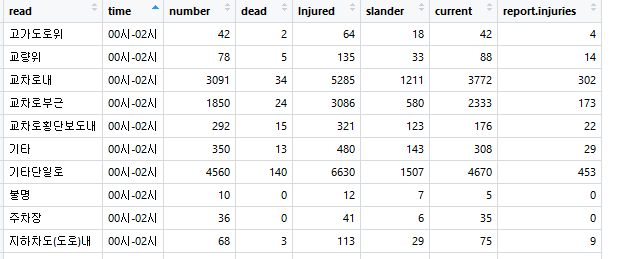 read time number dead Injured slander current report.injuries
고가도로위 00시-02시 42 2 64 18 42 4
교량위 00시-02시 78 5 135 33 88 14
교차로내 00시-02시 3091 34 5285 1211 3772 302
교차로부근 00시-02시 1850 24 3086 580 2333 173
교차로횡단보도내 00시-02시 292 15 321 123 176 22
기타 00시-02시 350 13 480 143 308 29
기타단일로 00시-02시 4560 140 6630 1507 4670 453
불명 00시-02시 10 0 12 7 5 0
주차장 00시-02시 36 0 41 6 35 0
지하차도(도로)내 00시-02시 68 3 113 29 75 9